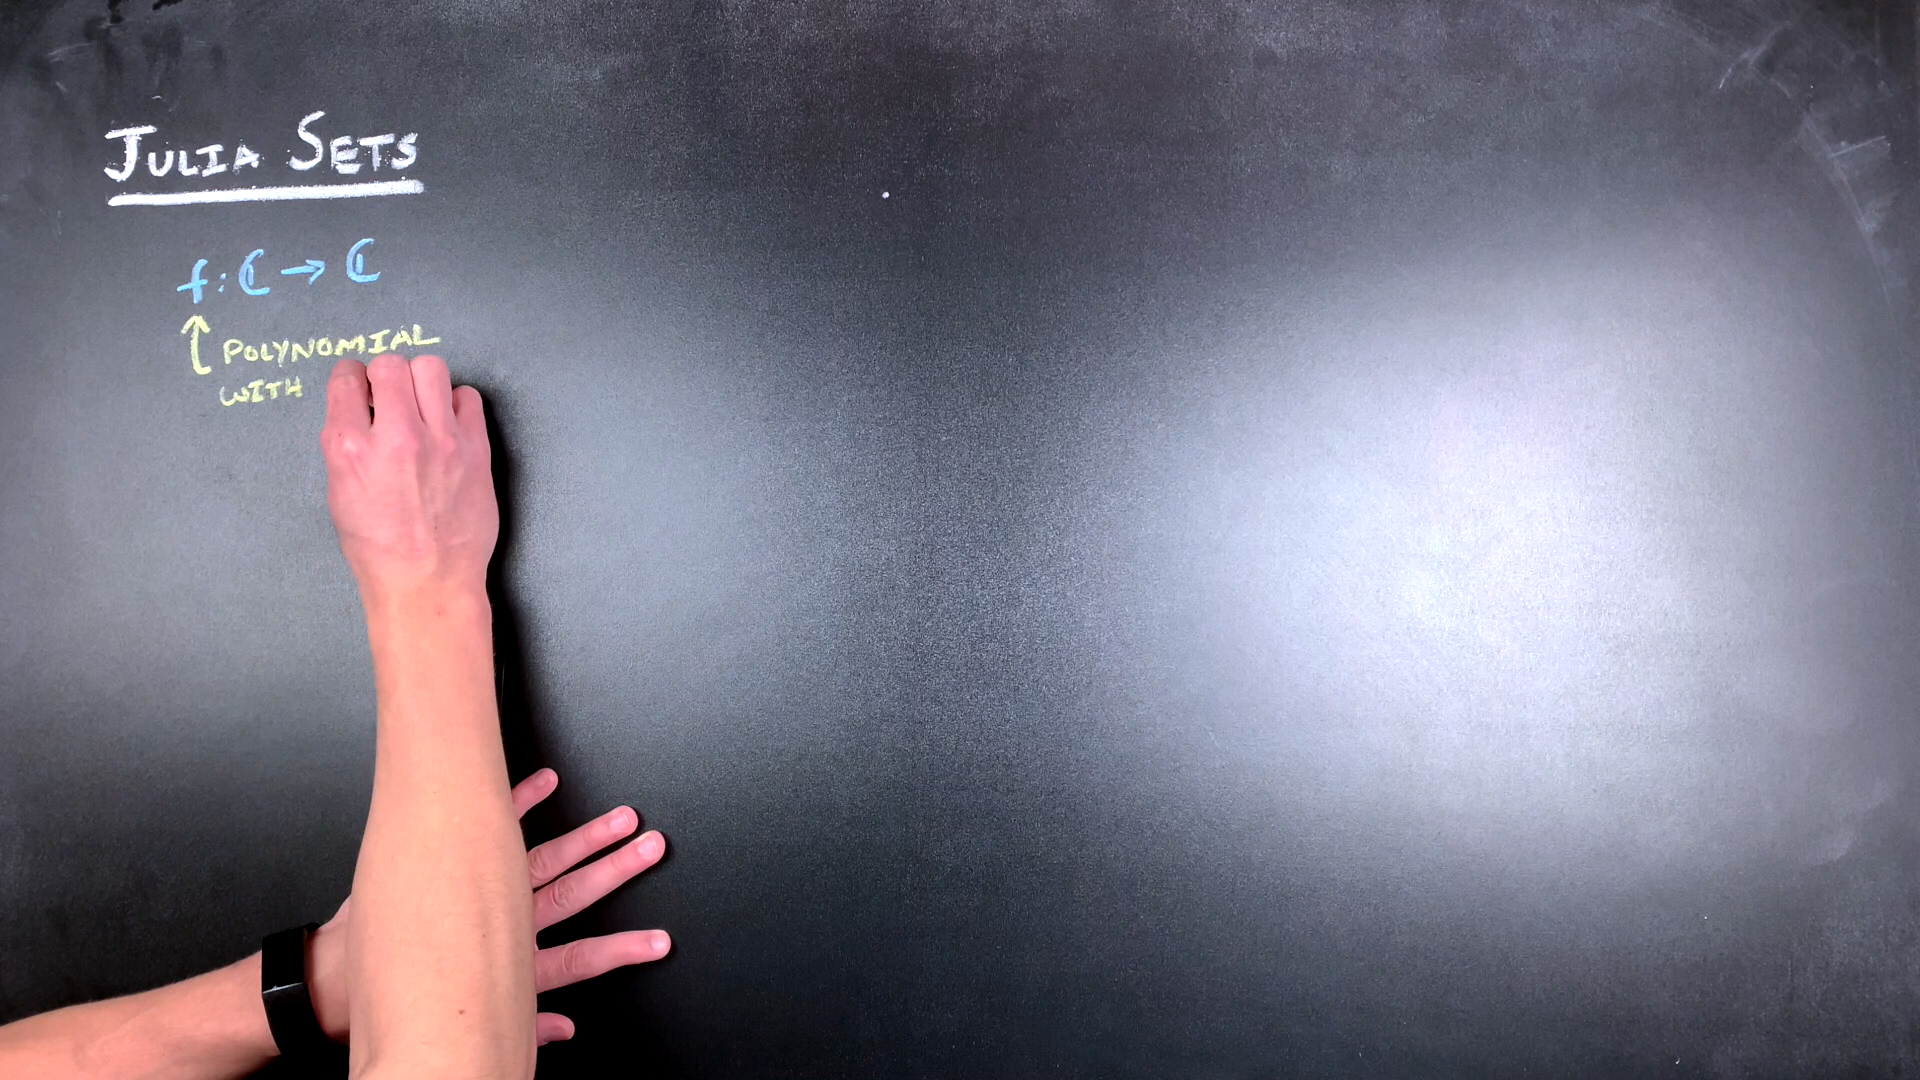 JULIA SETS
f: ℂ → ℂ
POLYNOMIAL
WITH